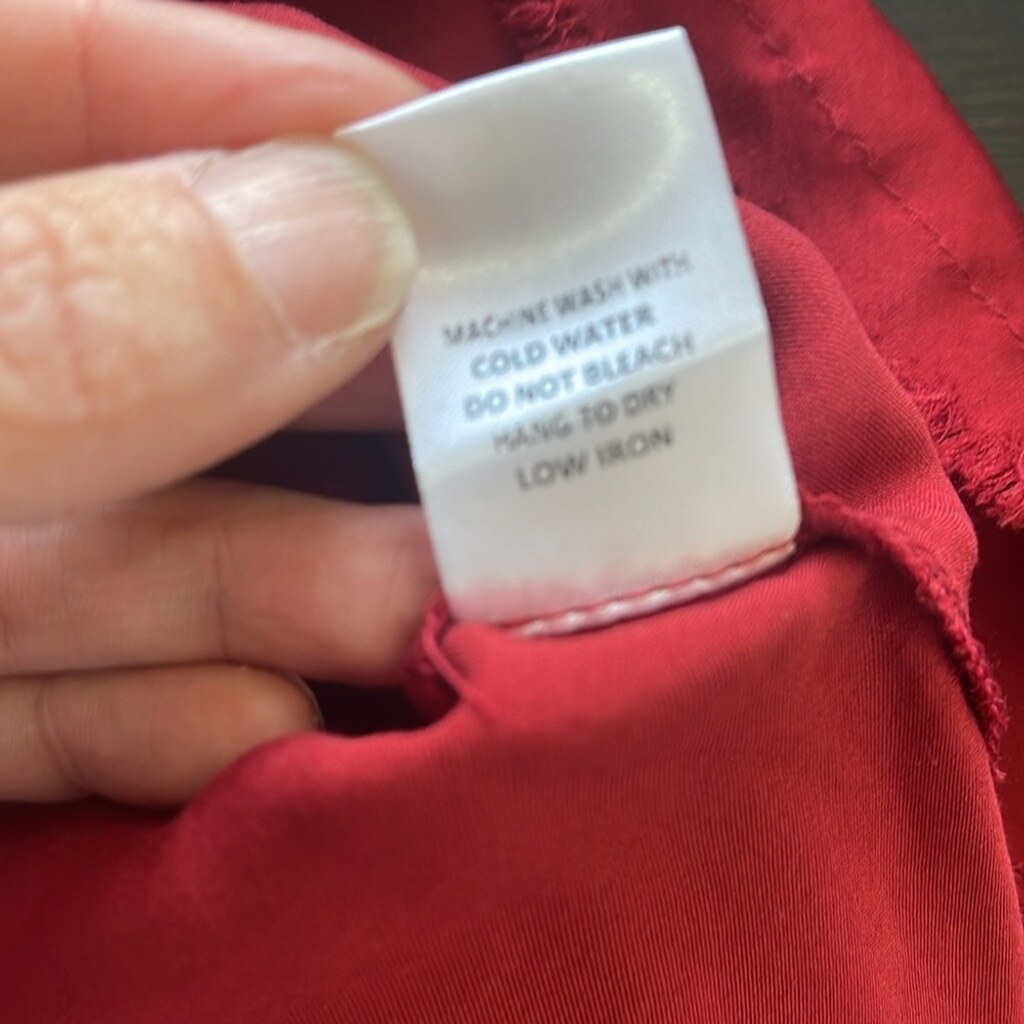 MACHINE WASH WITH
COLD WATER
DO NOT BLEACH
HANG TO DRY
LOW IRON